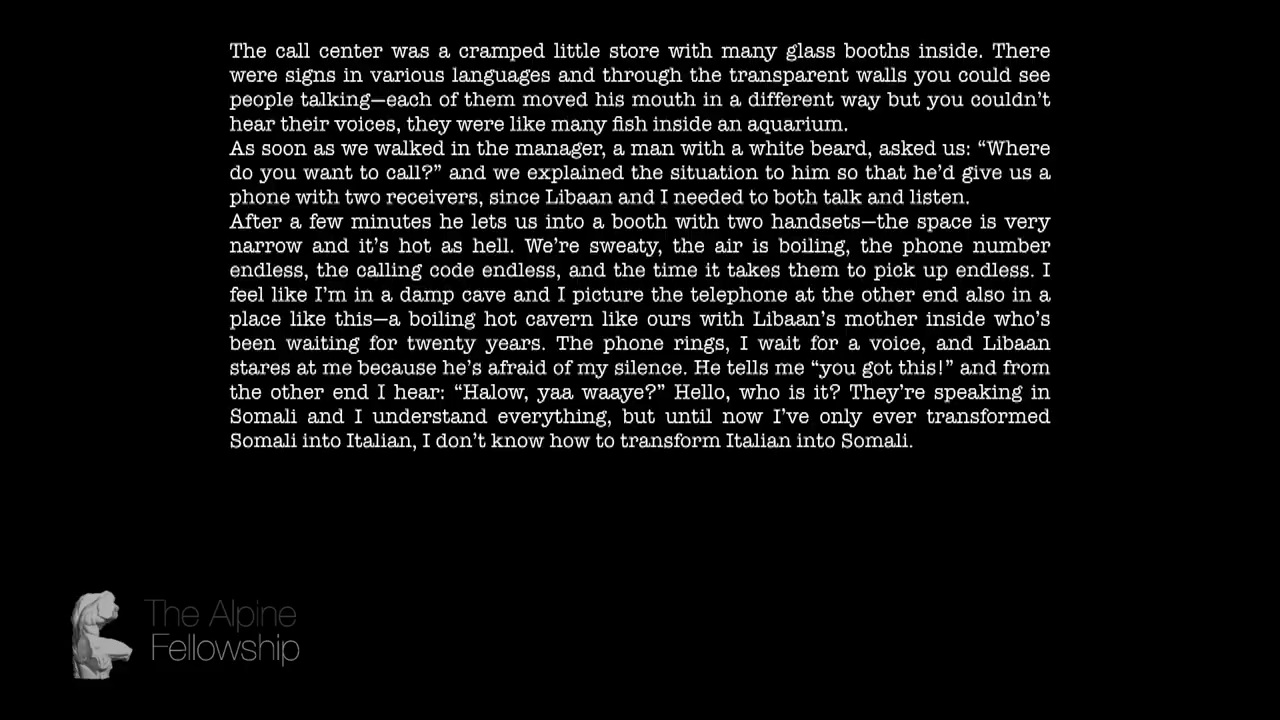 The call center was a cramped little store with many glass booths inside. There
were signs in various languages and through the transparent walls you could see
people talking—each of them moved his mouth in a different way but you couldn't
hear their voices, they were like many fish inside an aquarium.
As soon as we walked in the manager, a man with a white beard, asked us: “Where
do you want to call?” and we explained the situation to him so that he'd give us a
phone with two receivers, since Libaan and I needed to both talk and listen.
After a few minutes he lets us into a booth with two handsets—the space is very
narrow and it's hot as hell. We're sweaty, the air is boiling, the phone number
endless, the calling code endless, and the time it takes them to pick up endless. I
feel like I'm in a damp cave and I picture the telephone at the other end also in a
place like this—a boiling hot cavern like ours with Libaan's mother inside who's
been waiting for twenty years. The phone rings, I wait for a voice, and Libaan
stares at me because he's afraid of my silence. He tells me “you got this!” and from
the other end I hear: “Halow, yaa waaye?” Hello, who is it? They're speaking in
Somali and I understand everything, but until now I've only ever transformed
Somali into Italian, I don't know how to transform Italian into Somali.
The Alpine
Fellowship